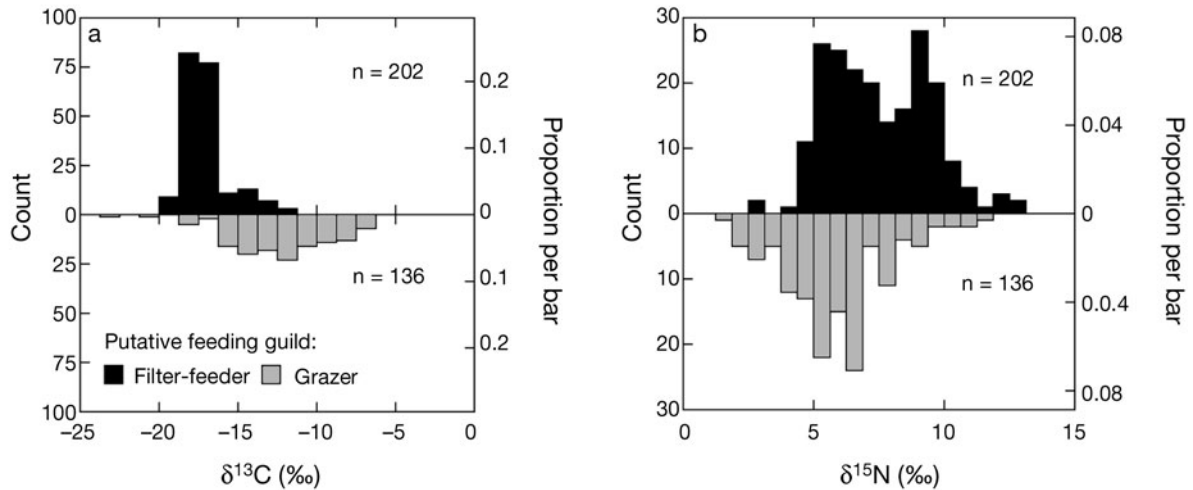 a
100
75
50
25
0
25
50
75
100
Count
n = 202
n = 136
0.2
0.1
0
0.1
0.2
Proportion per bar
Putative feeding guild:
Filter-feeder Grazer
−25 −20 −15 −10 −5 0
δ¹³C (‰)
b
30
20
10
0
10
20
30
Count
n = 202
n = 136
0.08
0.04
0
0.4
0.08
Proportion per bar
0 5 10 15
δ¹⁵N (‰)